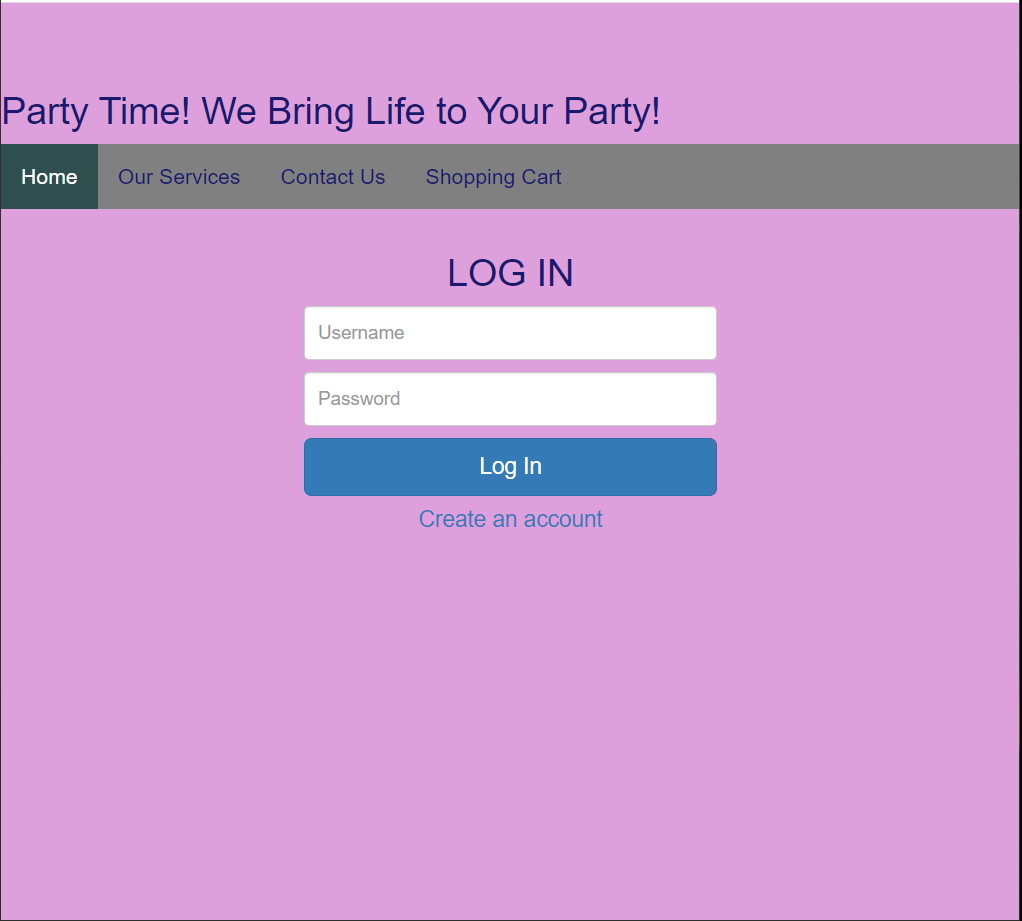 Party Time! We Bring Life to Your Party!
Home Our Services Contact Us Shopping Cart
LOG IN
Username
Password
Log In
Create an account